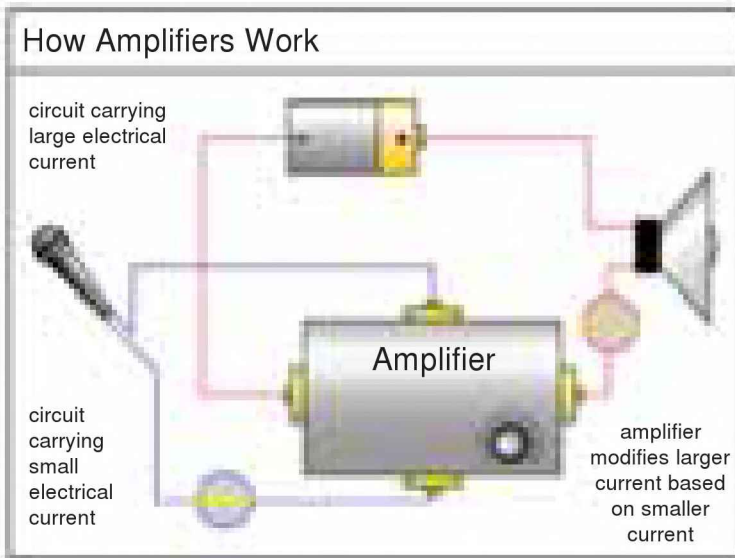 How Amplifiers Work
circuit carrying
large electrical
current
Amplifier
circuit
carrying
small
electrical
current
amplifier
modifies larger
current based
on smaller
current